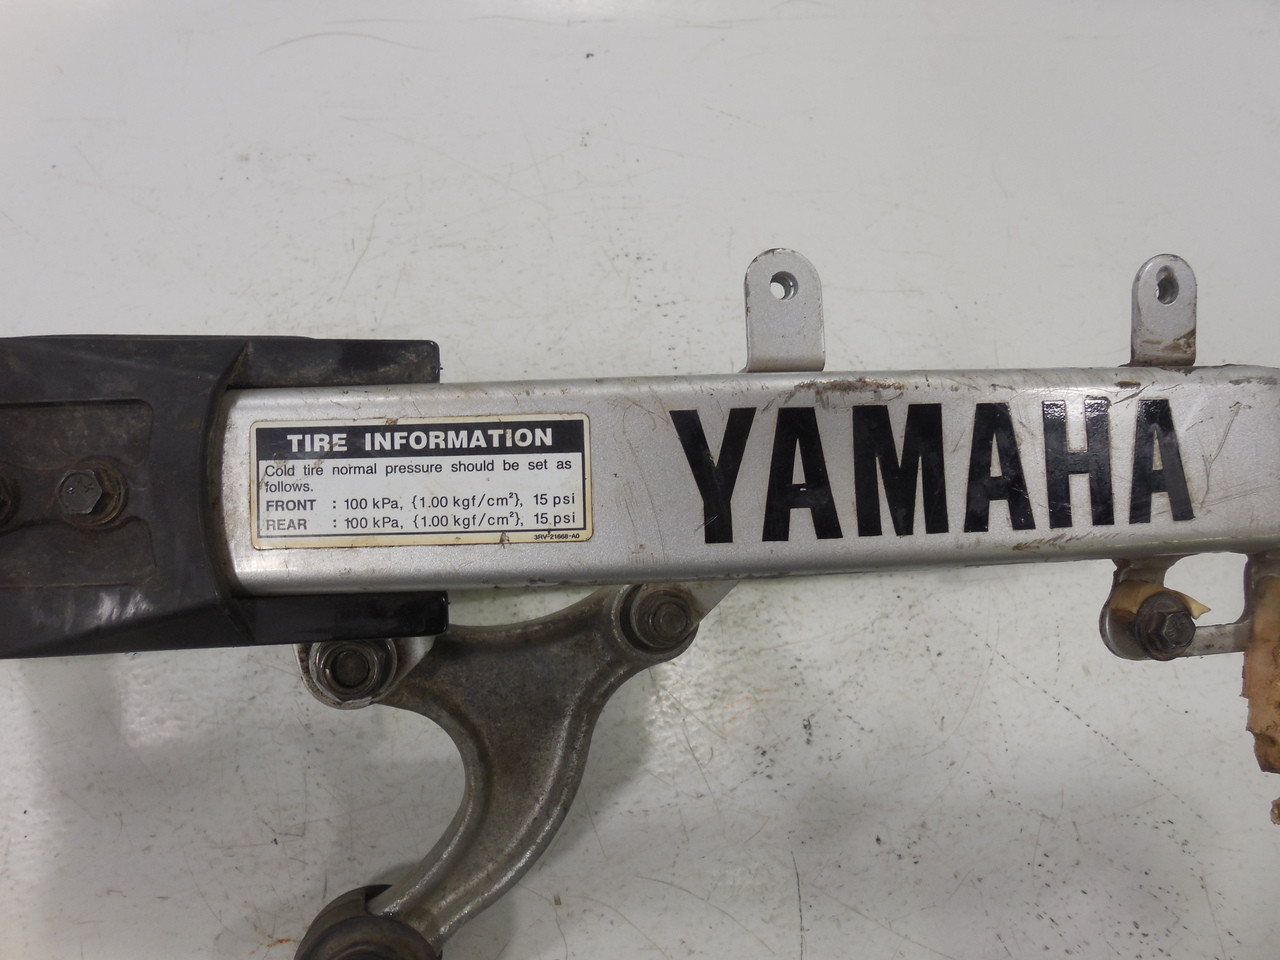 TIRE INFORMATION
Cold tire normal pressure should be set as
follows.
FRONT : 100 kPa, {1.00 kgf/cm², 15 psi
REAR : 100 kPa, {1.00 kgf/cm²}, 15 psi
3RV-21668-A0
YAMAHA